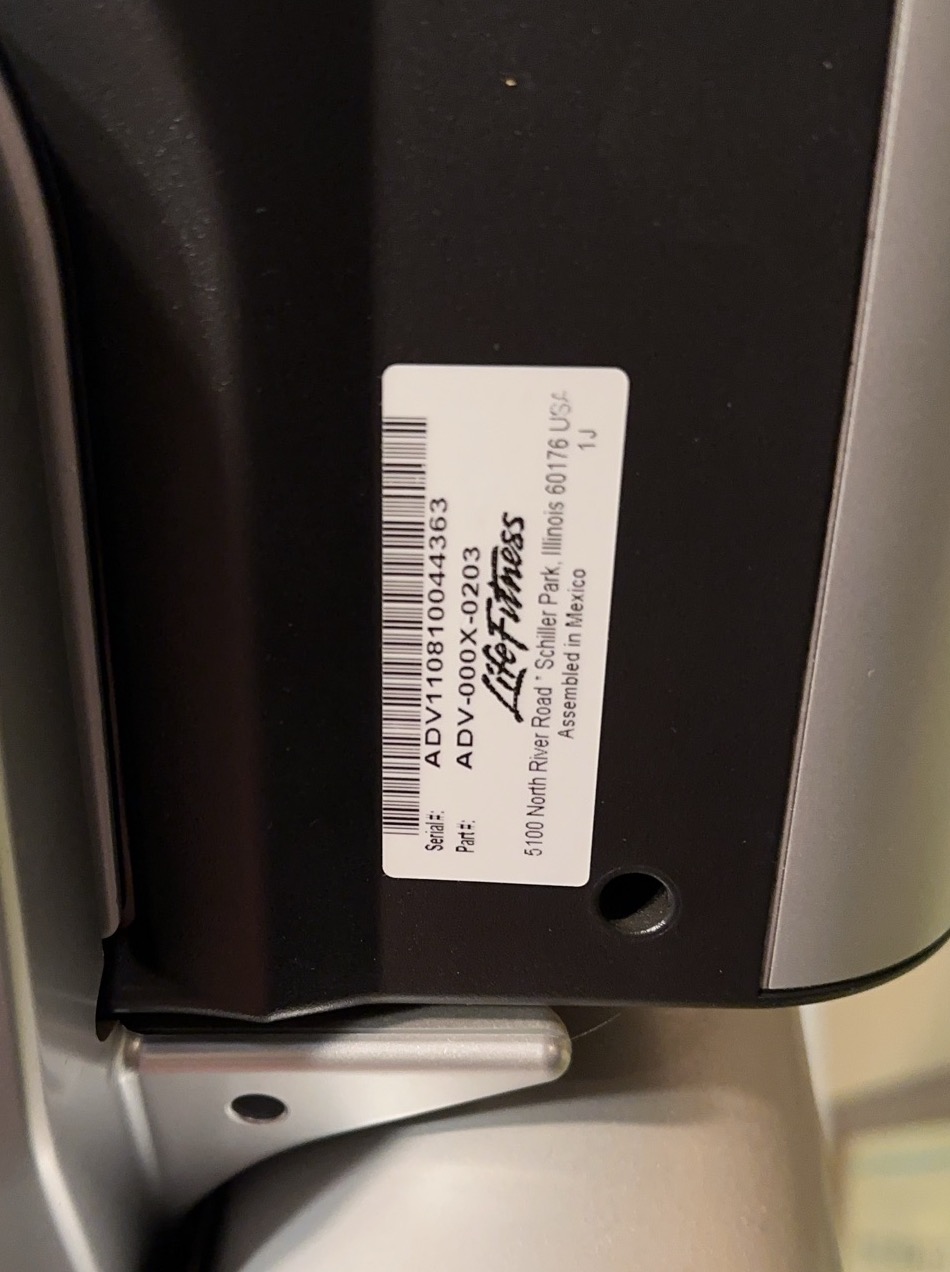 Serial#: ADV110810044363
Part#: ADV-000X-0203
LifeFitness
5100 North River Road * Schiller Park, Illinois 60176 USA
Assembled in Mexico 1J